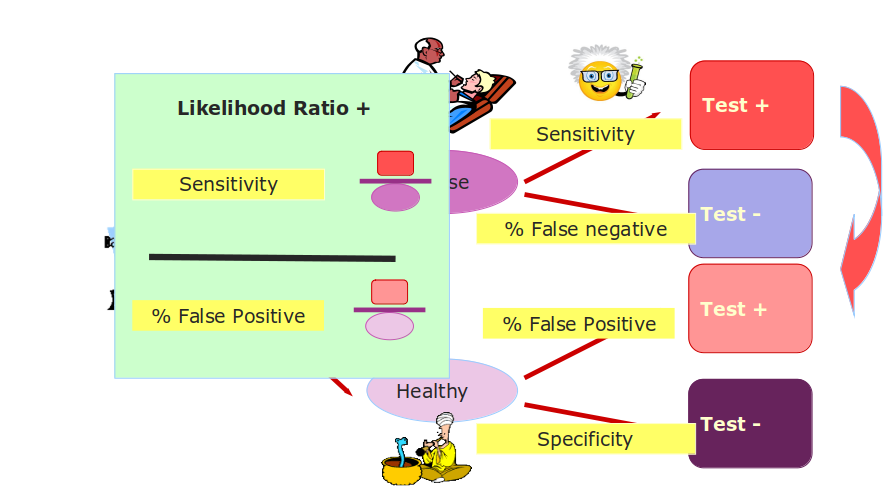 Likelihood Ratio +
Sensitivity
% False Positive
Sensitivity
% False negative
% False Positive
Healthy
Specificity
Test +
Test -
Test +
Test -